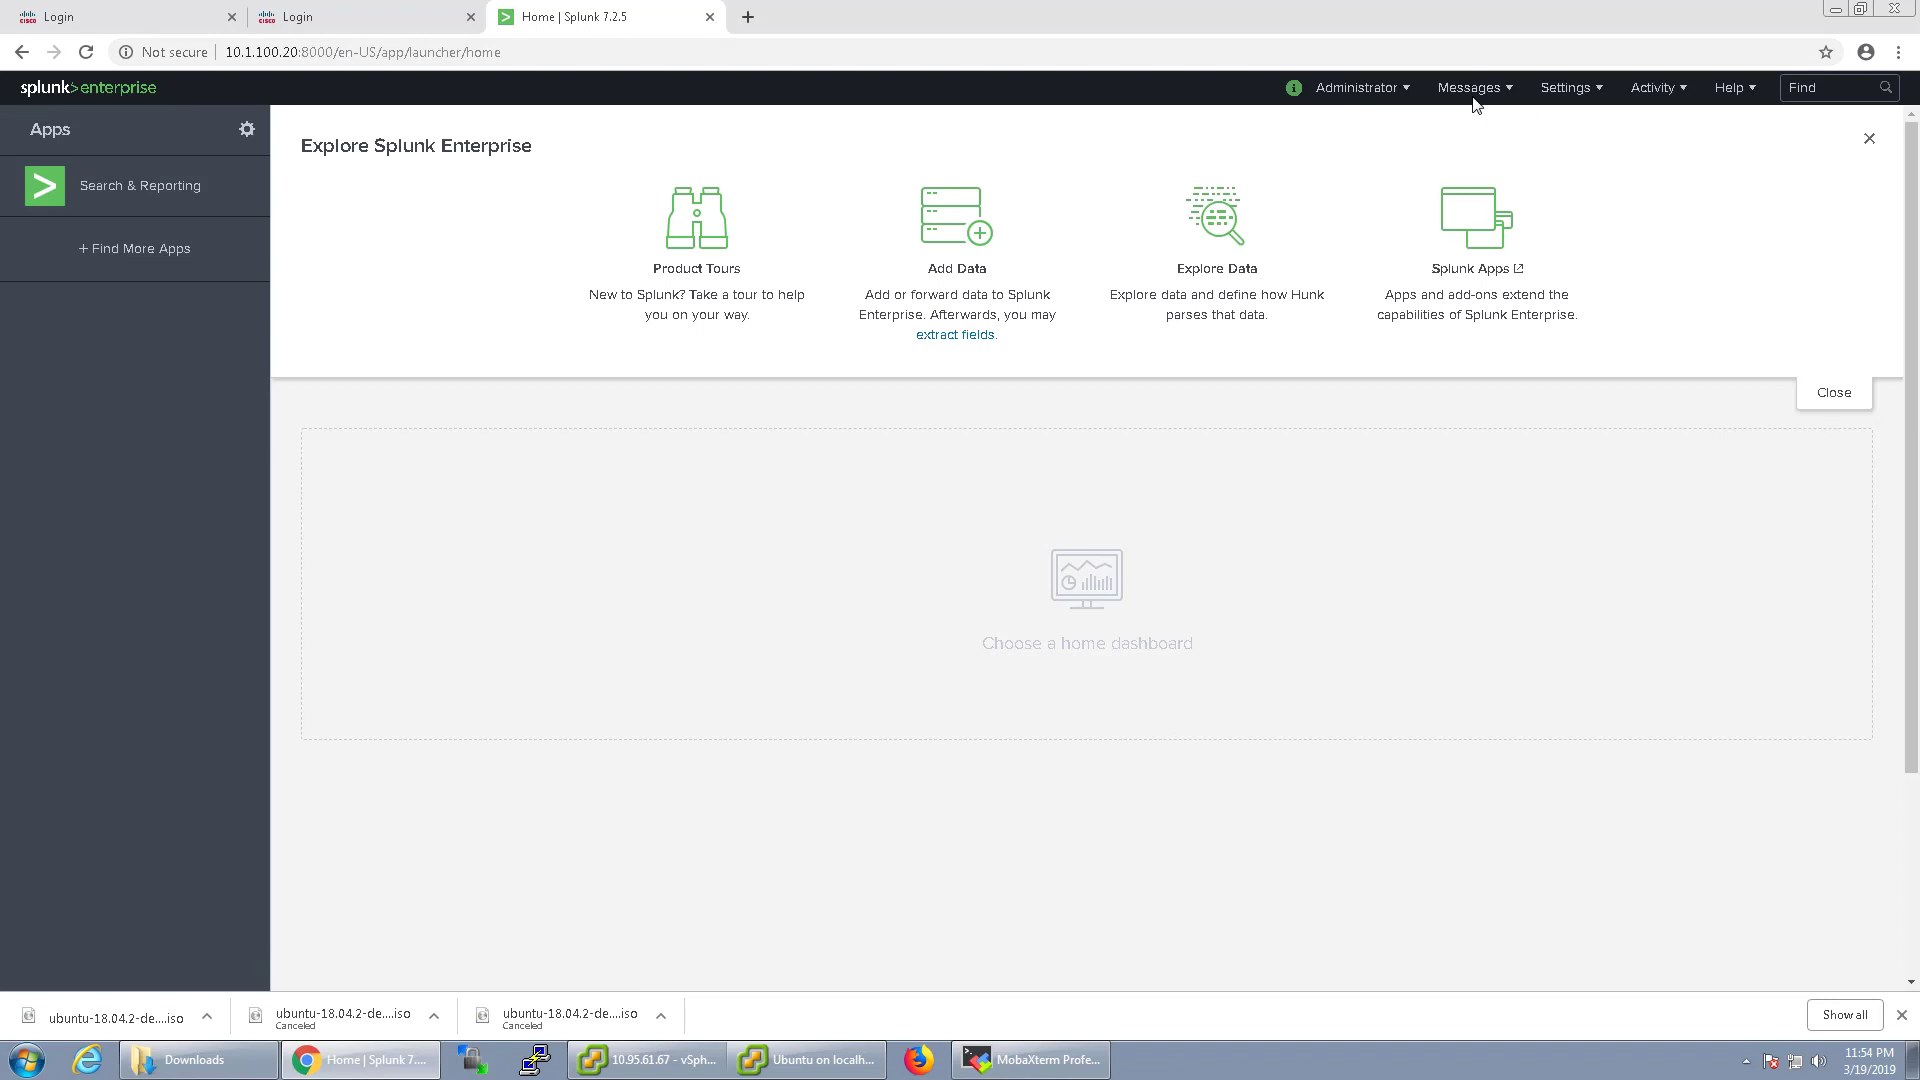 Login
Login
Home | Splunk 7.2.5
Not secure
10.1.100.20:8000/en-US/app/launcher/home
splunk>enterprise
Administrator
Messages
Settings
Activity
Help
Find
Apps
Search & Reporting
+ Find More Apps
Explore Splunk Enterprise
Product Tours
New to Splunk? Take a tour to help
you on your way.
Add Data
Add or forward data to Splunk
Enterprise. Afterwards, you may
extract fields.
Explore Data
Explore data and define how Hunk
parses that data.
Splunk Apps
Apps and add-ons extend the
capabilities of Splunk Enterprise.
Close
Choose a home dashboard
ubuntu-18.04.2-de....iso
ubuntu-18.04.2-de....iso
Canceled
ubuntu-18.04.2-de....iso
Canceled
Show all
Downloads
Home | Splunk 7....
10.95.61.67 - vSph...
Ubuntu on localh...
MobaXterm Profe...
11:54 PM
3/19/2019